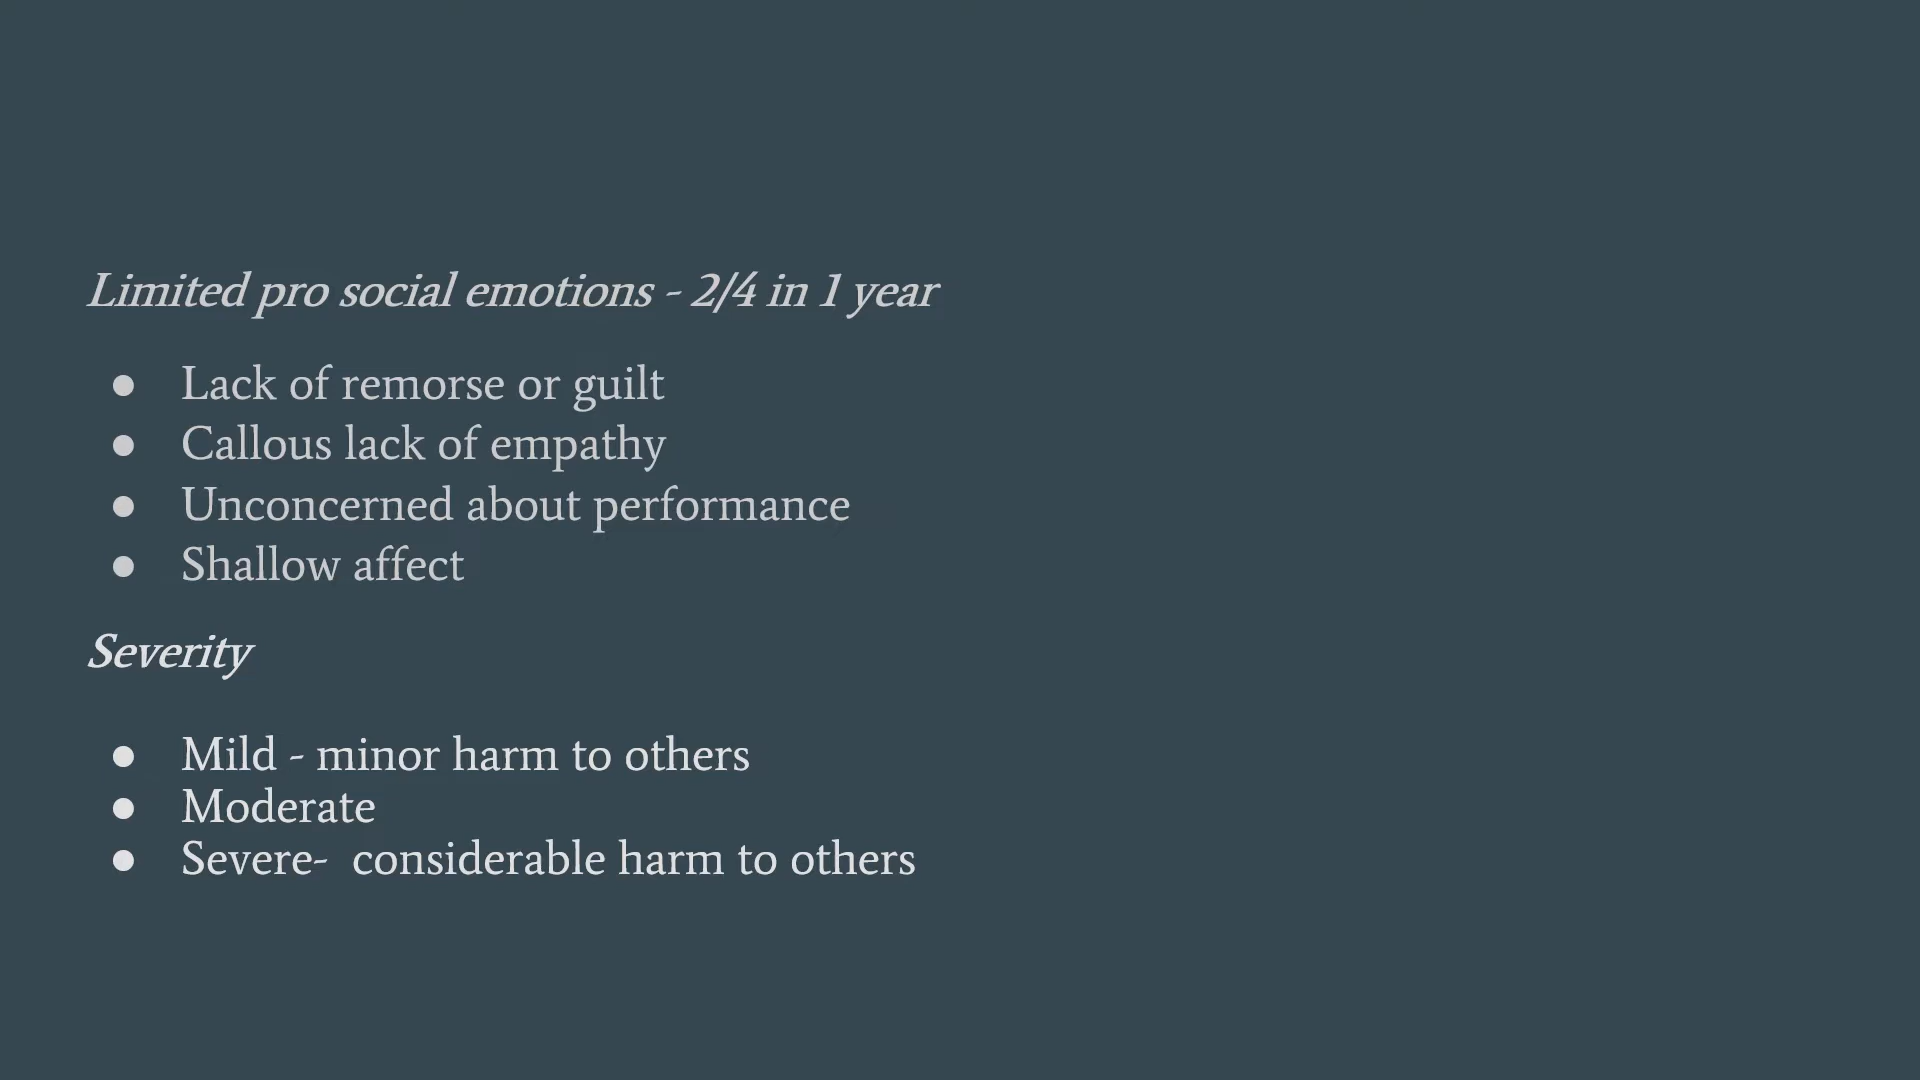 Limited pro social emotions - 2/4 in 1 year
● Lack of remorse or guilt
● Callous lack of empathy
● Unconcerned about performance
● Shallow affect
Severity
● Mild - minor harm to others
● Moderate
● Severe-  considerable harm to others